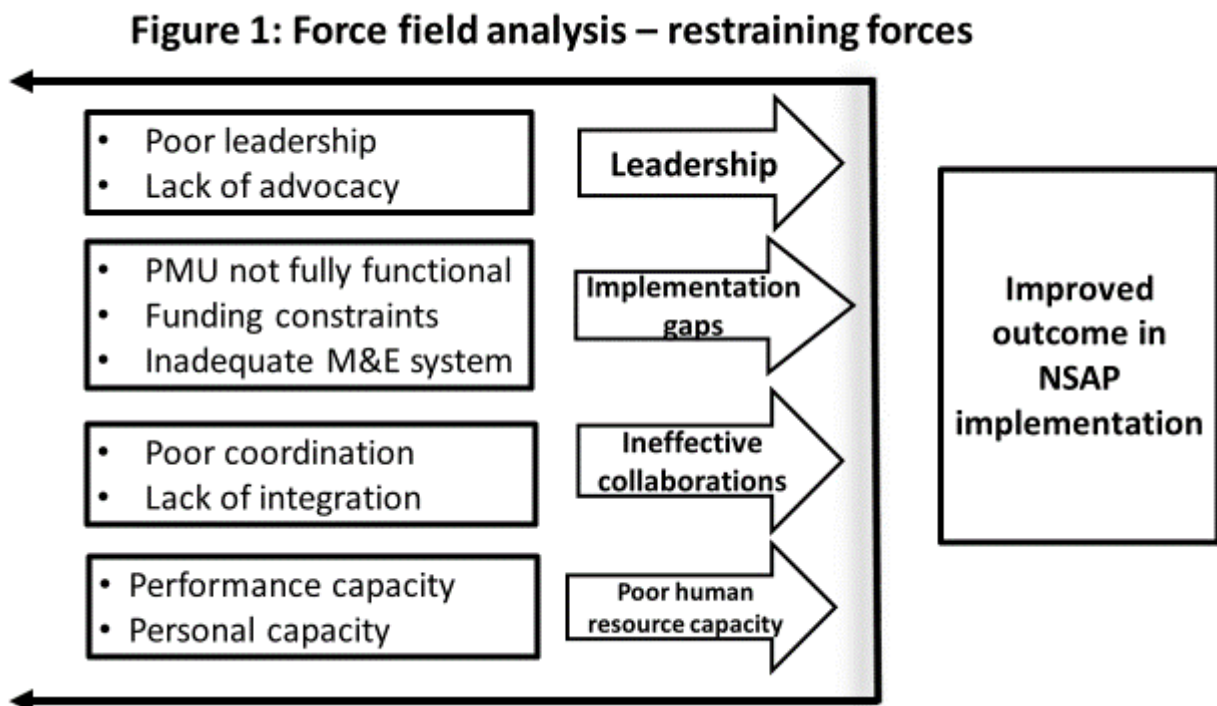 Figure 1: Force field analysis – restraining forces
• Poor leadership
• Lack of advocacy
Leadership
• PMU not fully functional
• Funding constraints
• Inadequate M&E system
Implementation
gaps
• Poor coordination
• Lack of integration
Ineffective
collaborations
• Performance capacity
• Personal capacity
Poor human
resource capacity
Improved
outcome in
NSAP
implementation